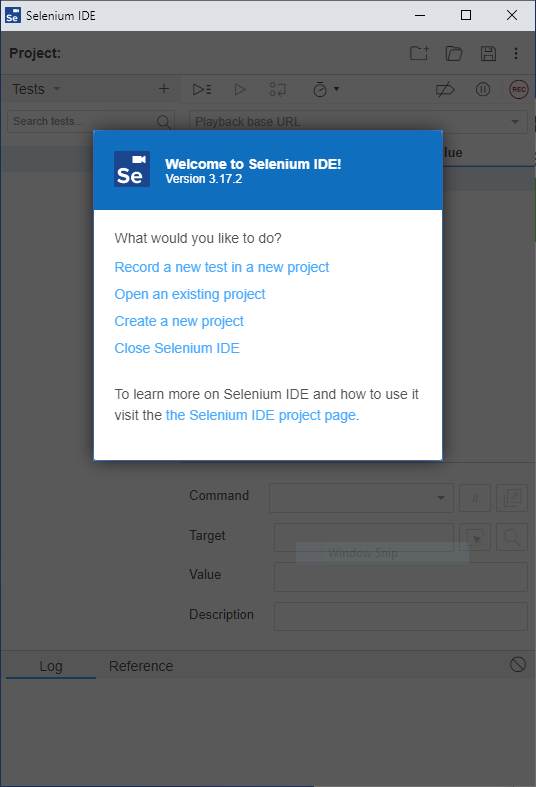 Selenium IDE
Project:
Tests
REC
Search tests...
Playback base URL
lue
Se
Welcome to Selenium IDE!
Version 3.17.2
What would you like to do?
Record a new test in a new project
Open an existing project
Create a new project
Close Selenium IDE
To learn more on Selenium IDE and how to use it
visit the the Selenium IDE project page.
Command
//
Target
Window Snip
Value
Description
Log Reference